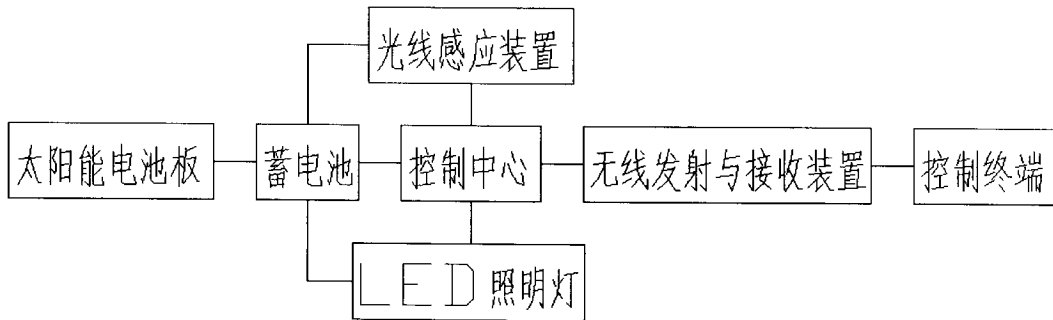 光线感应装置
太阳能电池板
蓄电池
控制中心
无线发射与接收装置
控制终端
LED照明灯